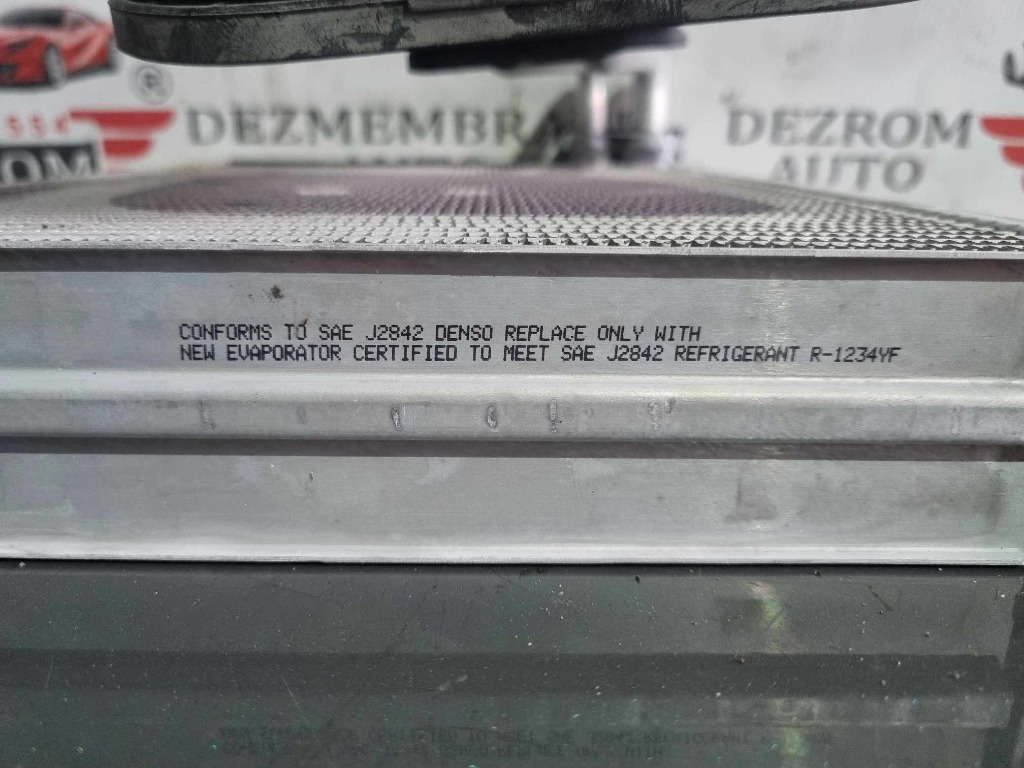 DEZMEMBRA
DEZROM
AUTO
CONFORMS TO SAE J2842 DENSO REPLACE ONLY WITH
NEW EVAPORATOR CERTIFIED TO MEET SAE J2842 REFRIGERANT R-1234YF